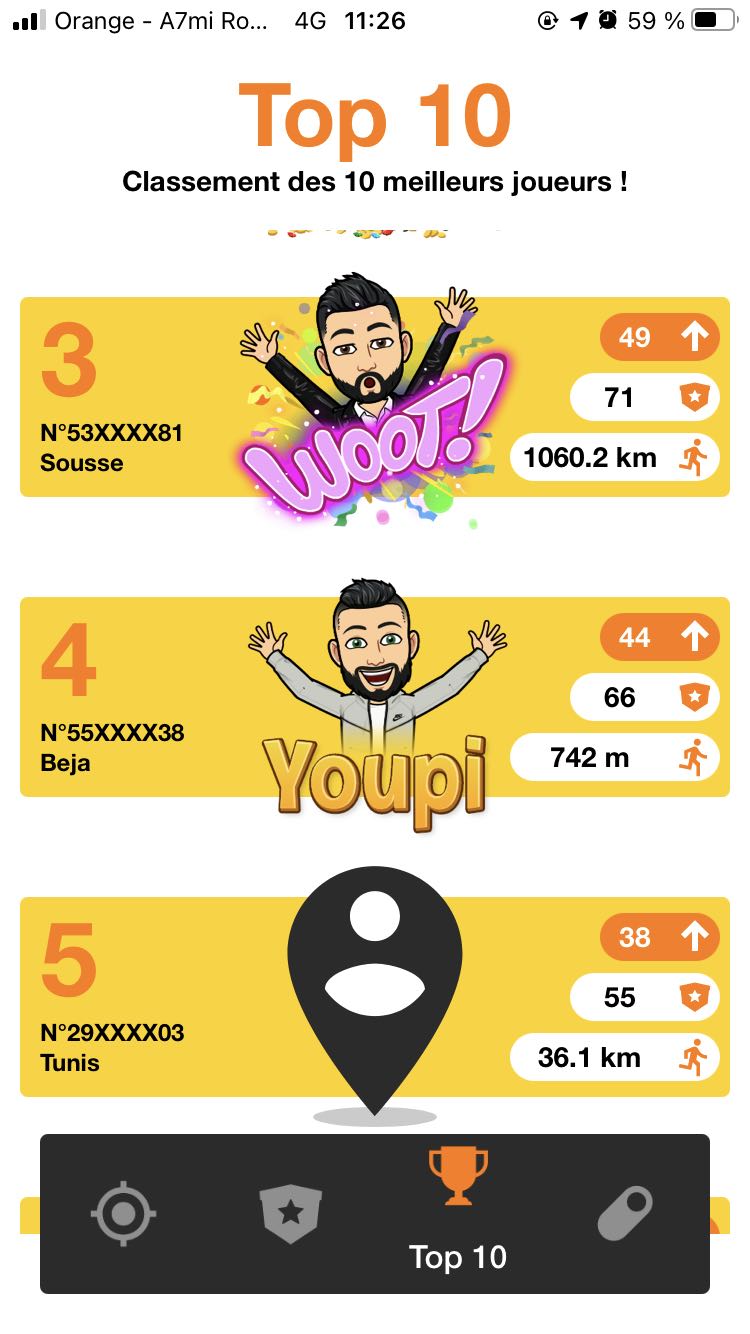 Orange - A7mi Ro... 4G 11:26 59 %
Top 10
Classement des 10 meilleurs joueurs !
3
N°53XXXX81
Sousse
WOOT!
49
71
1060.2 km
4
N°55XXXX38
Beja
Youpi
44
66
742 m
5
N°29XXXX03
Tunis
38
55
36.1 km
Top 10